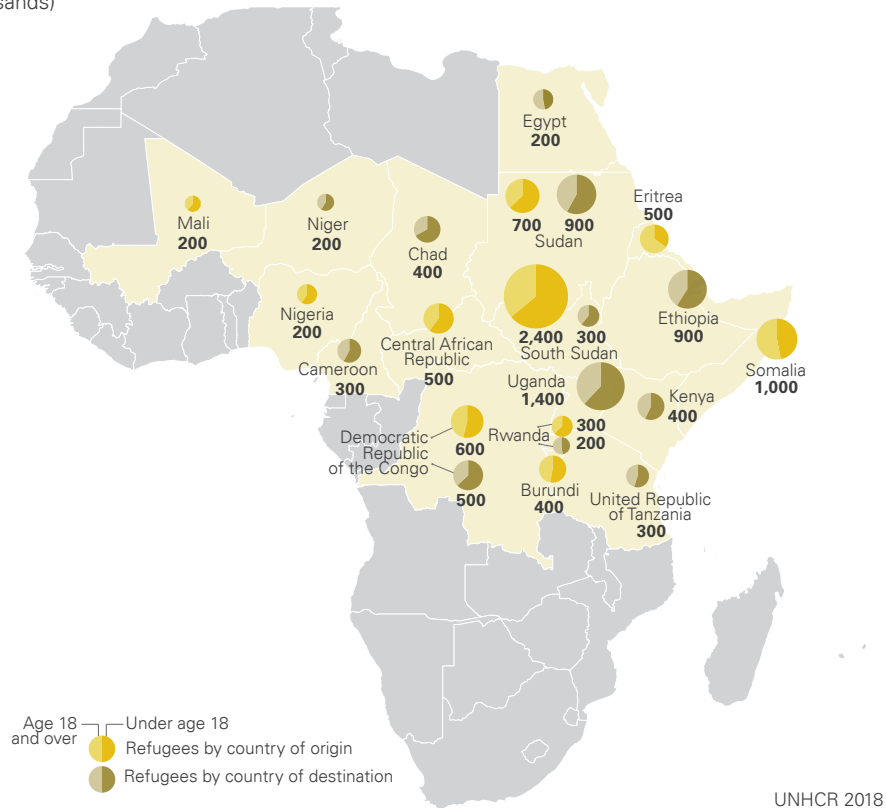 Egypt
200
Mali
200
Niger
200
Chad
400
700
900
Sudan
Eritrea
500
Nigeria
200
Cameroon
300
Central African
Republic
500
2,400
300
South Sudan
Ethiopia
900
Somalia
1,000
Uganda
1,400
Kenya
400
Democratic
Republic
of the Congo
600
500
Rwanda
300
200
Burundi
400
United Republic
of Tanzania
300
Age 18
and over
Under age 18
Refugees by country of origin
Refugees by country of destination
UNHCR 2018